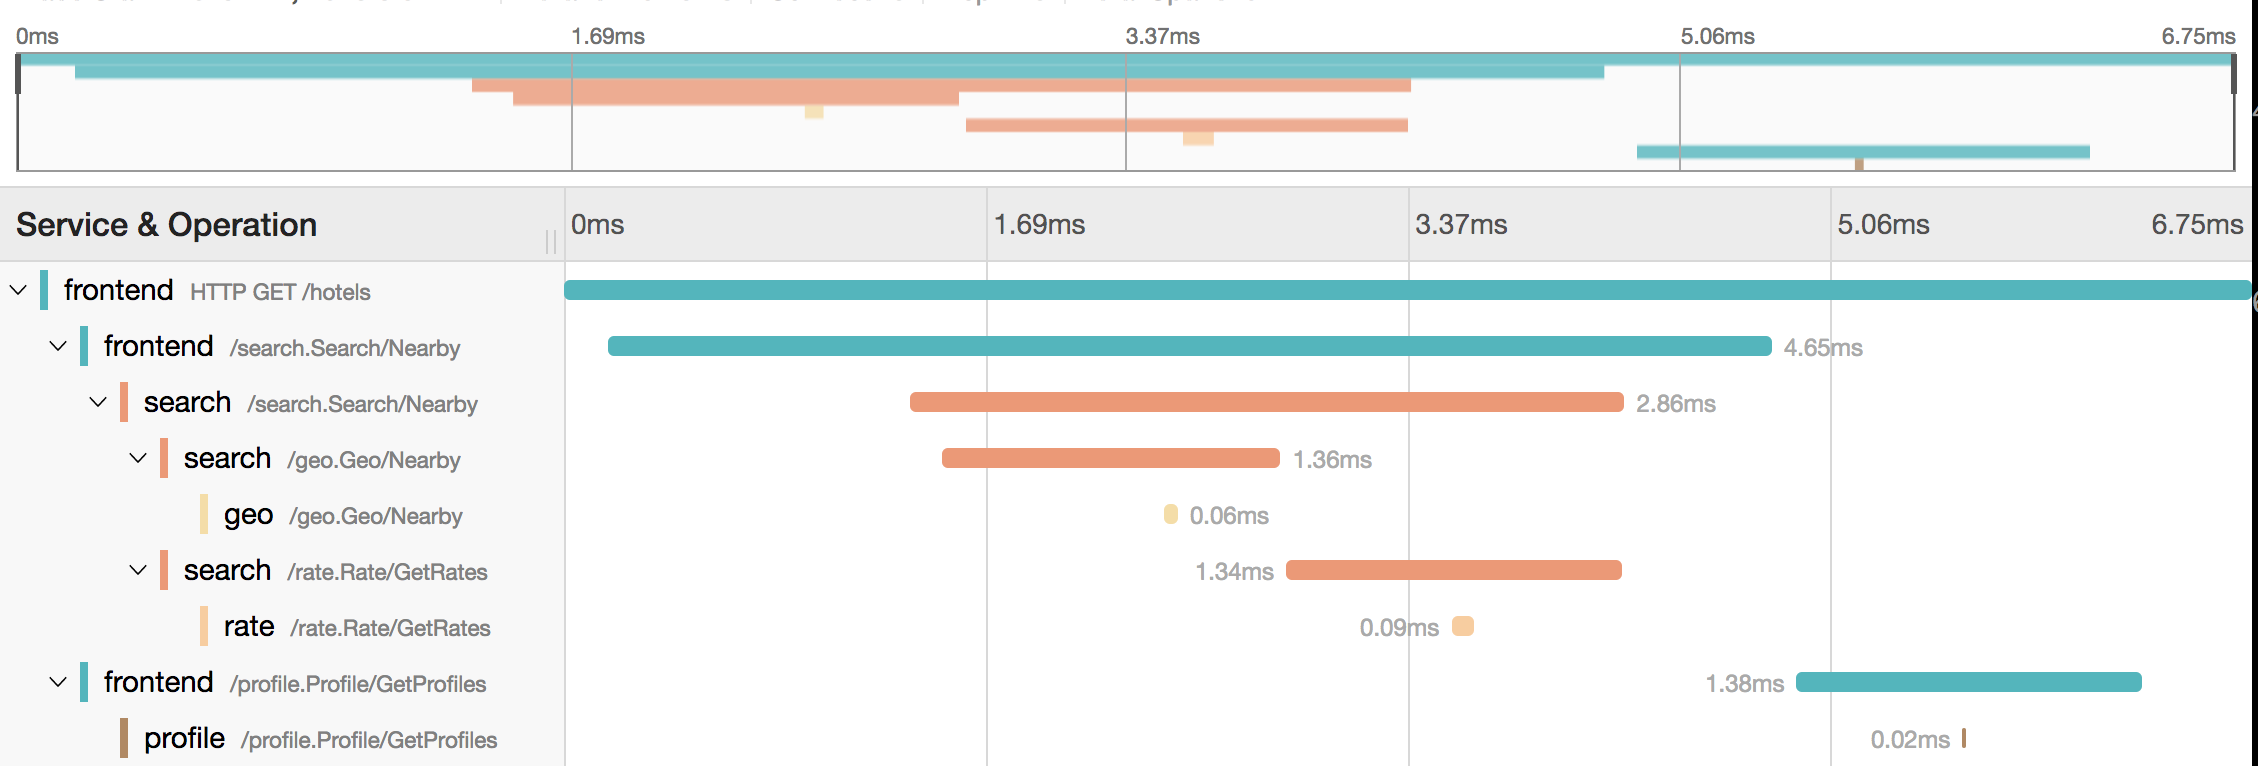 0ms 1.69ms 3.37ms 5.06ms 6.75ms
Service & Operation 0ms 1.69ms 3.37ms 5.06ms 6.75ms
frontend HTTP GET /hotels
frontend /search.Search/Nearby 4.65ms
search /search.Search/Nearby 2.86ms
search /geo.Geo/Nearby 1.36ms
geo /geo.Geo/Nearby 0.06ms
search /rate.Rate/GetRates 1.34ms
rate /rate.Rate/GetRates 0.09ms
frontend /profile.Profile/GetProfiles 1.38ms
profile /profile.Profile/GetProfiles 0.02ms